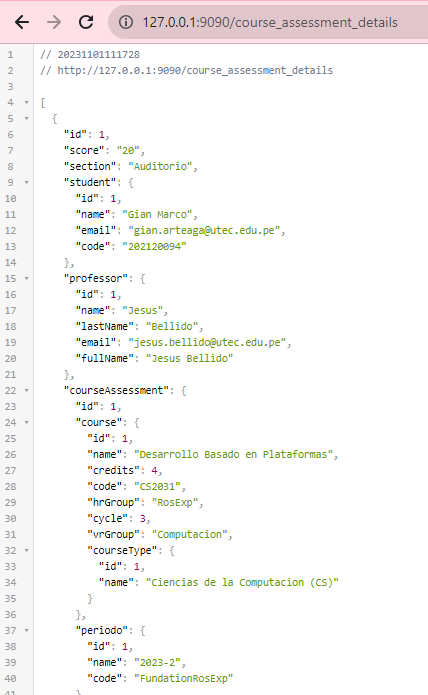 127.0.0.1:9090/course_assessment_details
1 // 20231101111728
2 // http://127.0.0.1:9090/course_assessment_details
3
4 [
5 {
6 "id": 1,
7 "score": "20",
8 "section": "Auditorio",
9 "student": {
10 "id": 1,
11 "name": "Gian Marco",
12 "email": "gian.arteaga@utec.edu.pe",
13 "code": "202120094"
14 },
15 "professor": {
16 "id": 1,
17 "name": "Jesus",
18 "lastName": "Bellido",
19 "email": "jesus.bellido@utec.edu.pe",
20 "fullName": "Jesus Bellido"
21 },
22 "courseAssessment": {
23 "id": 1,
24 "course": {
25 "id": 1,
26 "name": "Desarrollo Basado en Plataformas",
27 "credits": 4,
28 "code": "CS2031",
29 "hrGroup": "RosExp",
30 "cycle": 3,
31 "vrGroup": "Computacion",
32 "courseType": {
33 "id": 1,
34 "name": "Ciencias de la Computacion (CS)"
35 }
36 },
37 "periodo": {
38 "id": 1,
39 "name": "2023-2",
40 "code": "FundationRosExp"
41 }